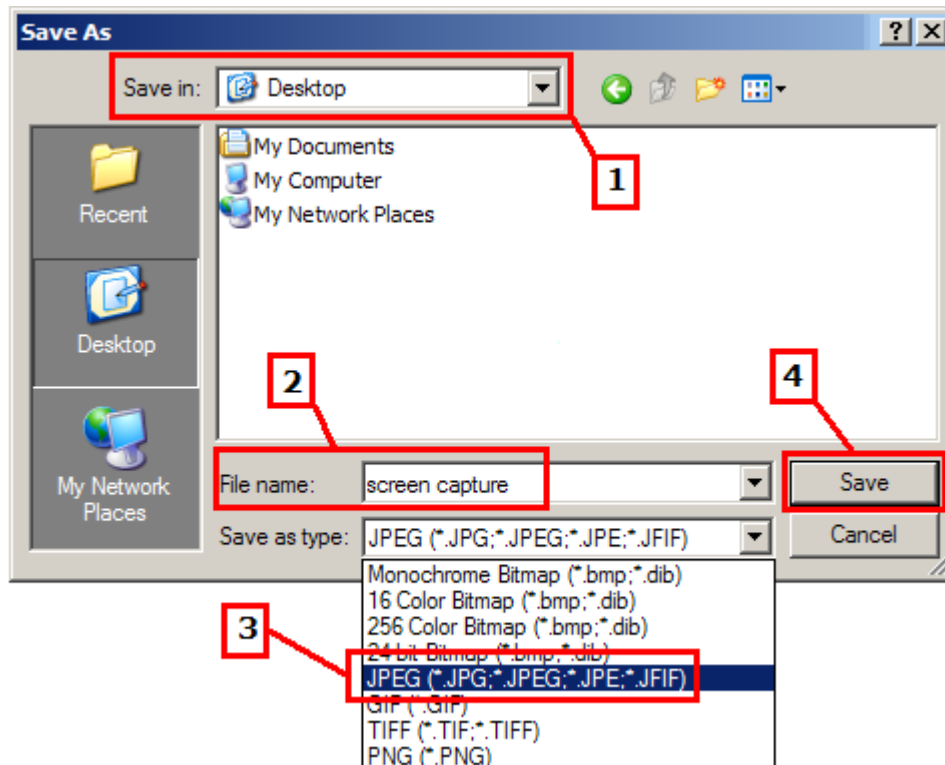 Save As
Save in: Desktop
My Documents
My Computer
My Network Places
1
Recent
Desktop
My Network
Places
2
4
File name: screen capture
Save
Save as type: JPEG (*.JPG;*.JPEG;*.JPE;*.JFIF)
Cancel
Monochrome Bitmap (*.bmp;*.dib)
16 Color Bitmap (*.bmp;*.dib)
256 Color Bitmap (*.bmp;*.dib)
24-bit Bitmap (*.bmp;*.dib)
3
JPEG (*.JPG;*.JPEG;*.JPE;*.JFIF)
GIF (*.GIF)
TIFF (*.TIF;*.TIFF)
PNG (*.PNG)